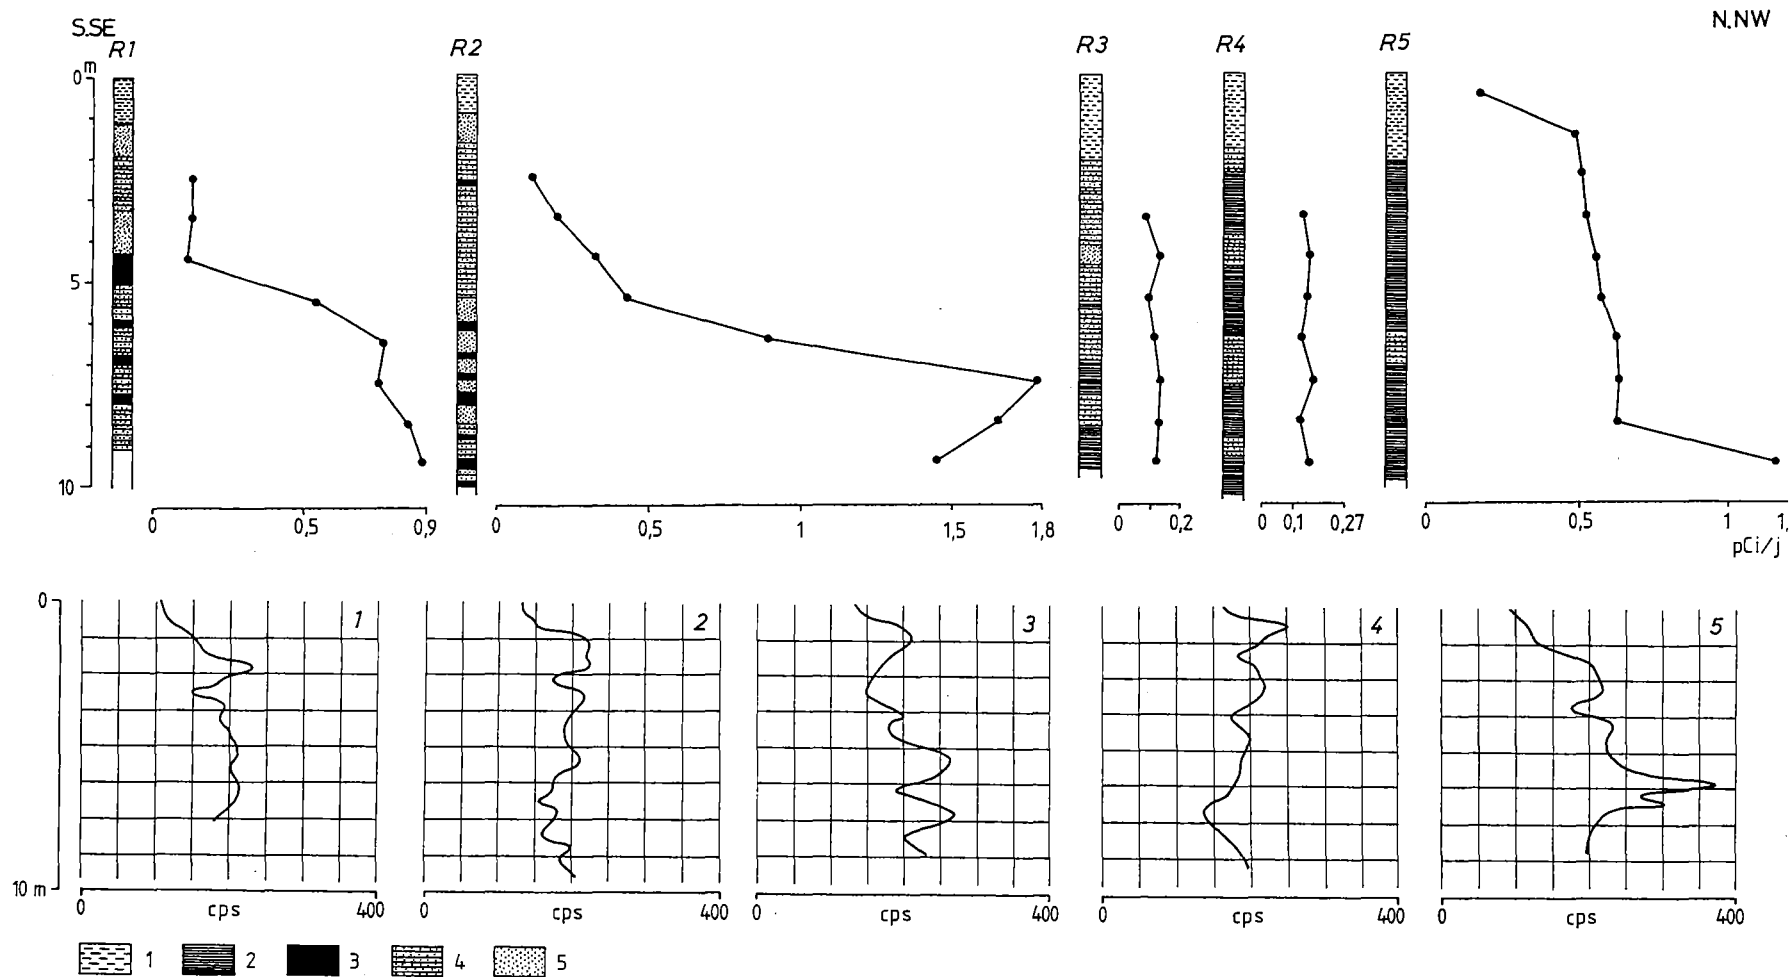 S.SE N.NW
R1 R2 R3 R4 R5
m
0
5
10
0 0,5 0,9
0 0,5 1 1,5 1,8
0 0,2
0 0,1 0,27
0 0,5 1 1,
pCi/j
0
10 m
1 2 3 4 5
0 cps 400
0 cps 400
0 cps 400
0 cps 400
0 cps 400
1 2 3 4 5